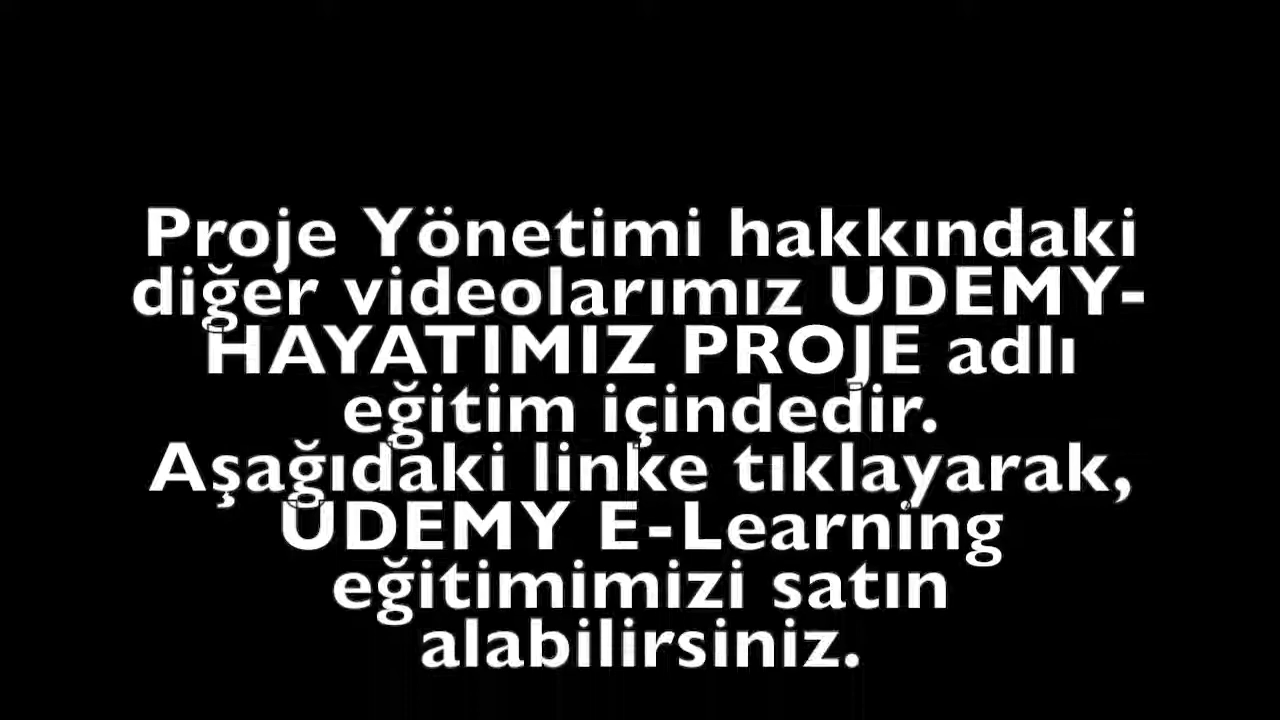 Proje Yönetimi hakkındaki
diğer videolarımız UDEMY-
HAYATIMIZ PROJE adlı
eğitim içindedir.
Aşağıdaki linke tıklayarak,
UDEMY E-Learning
eğitimimizi satın
alabilirsiniz.